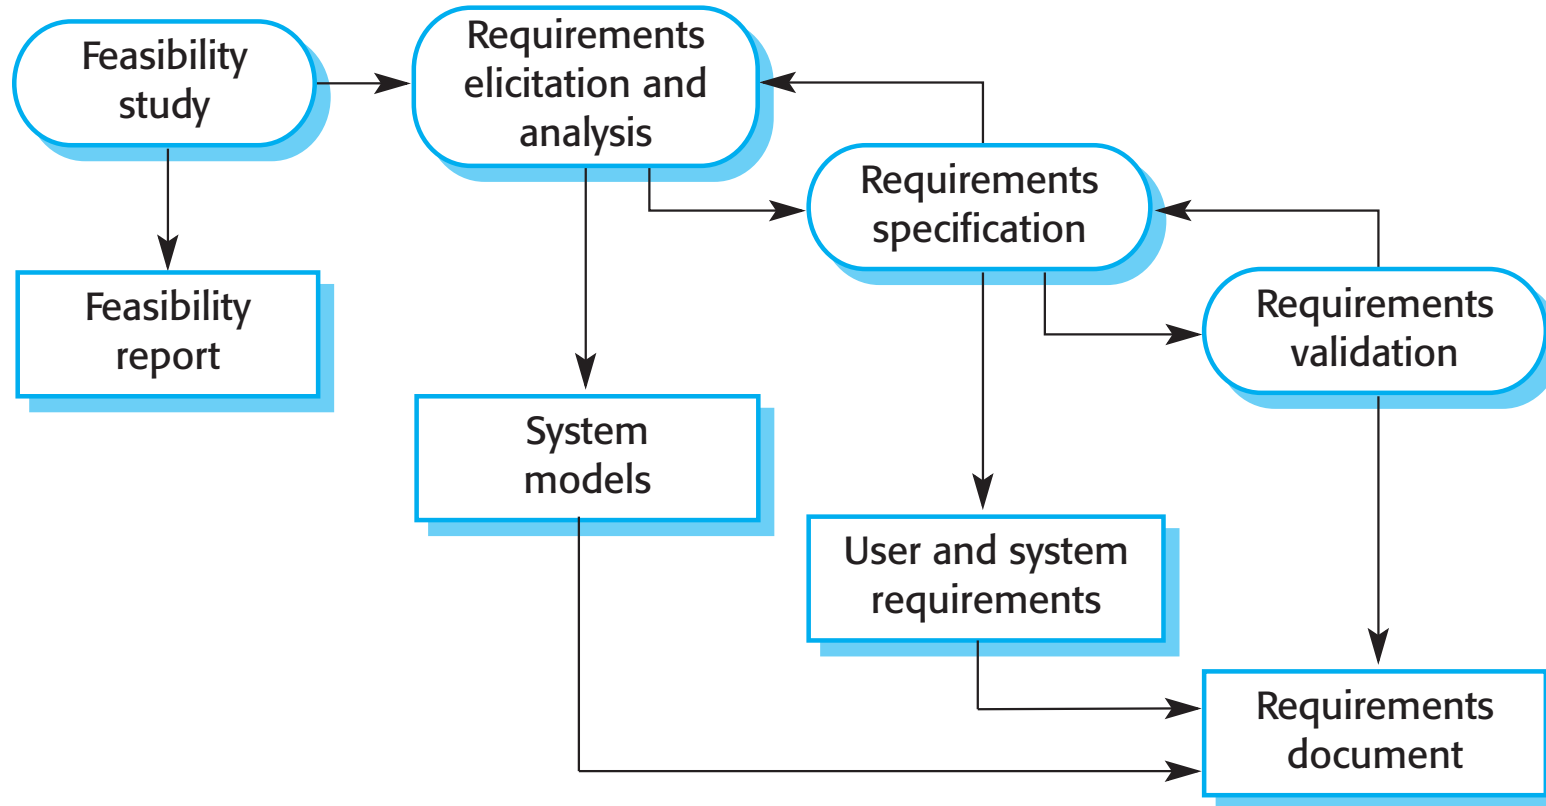 Feasibility
study
Requirements
elicitation and
analysis
Requirements
specification
Requirements
validation
Feasibility
report
System
models
User and system
requirements
Requirements
document